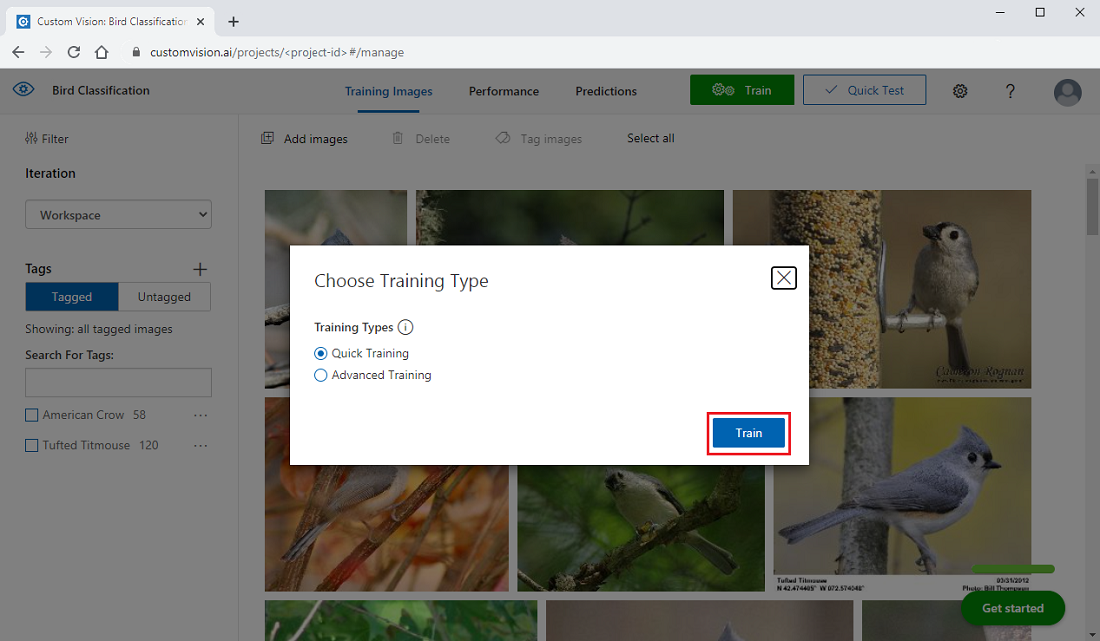 Custom Vision: Bird Classification
customvision.ai/projects/<project-id>#/manage
Bird Classification
Training Images
Performance
Predictions
Train
Quick Test
?
Filter
Add images
Delete
Tag images
Select all
Iteration
Workspace
Tags
Tagged
Untagged
Showing: all tagged images
Search For Tags:
American Crow 58 ...
Tufted Titmouse 120 ...
Choose Training Type
Training Types i
Quick Training
Advanced Training
Train
Cameron Rognan
Tufted Titmouse
03/31/2012
N 42.474485° W 072.574048°
Photo: Bill Thompson
Get started